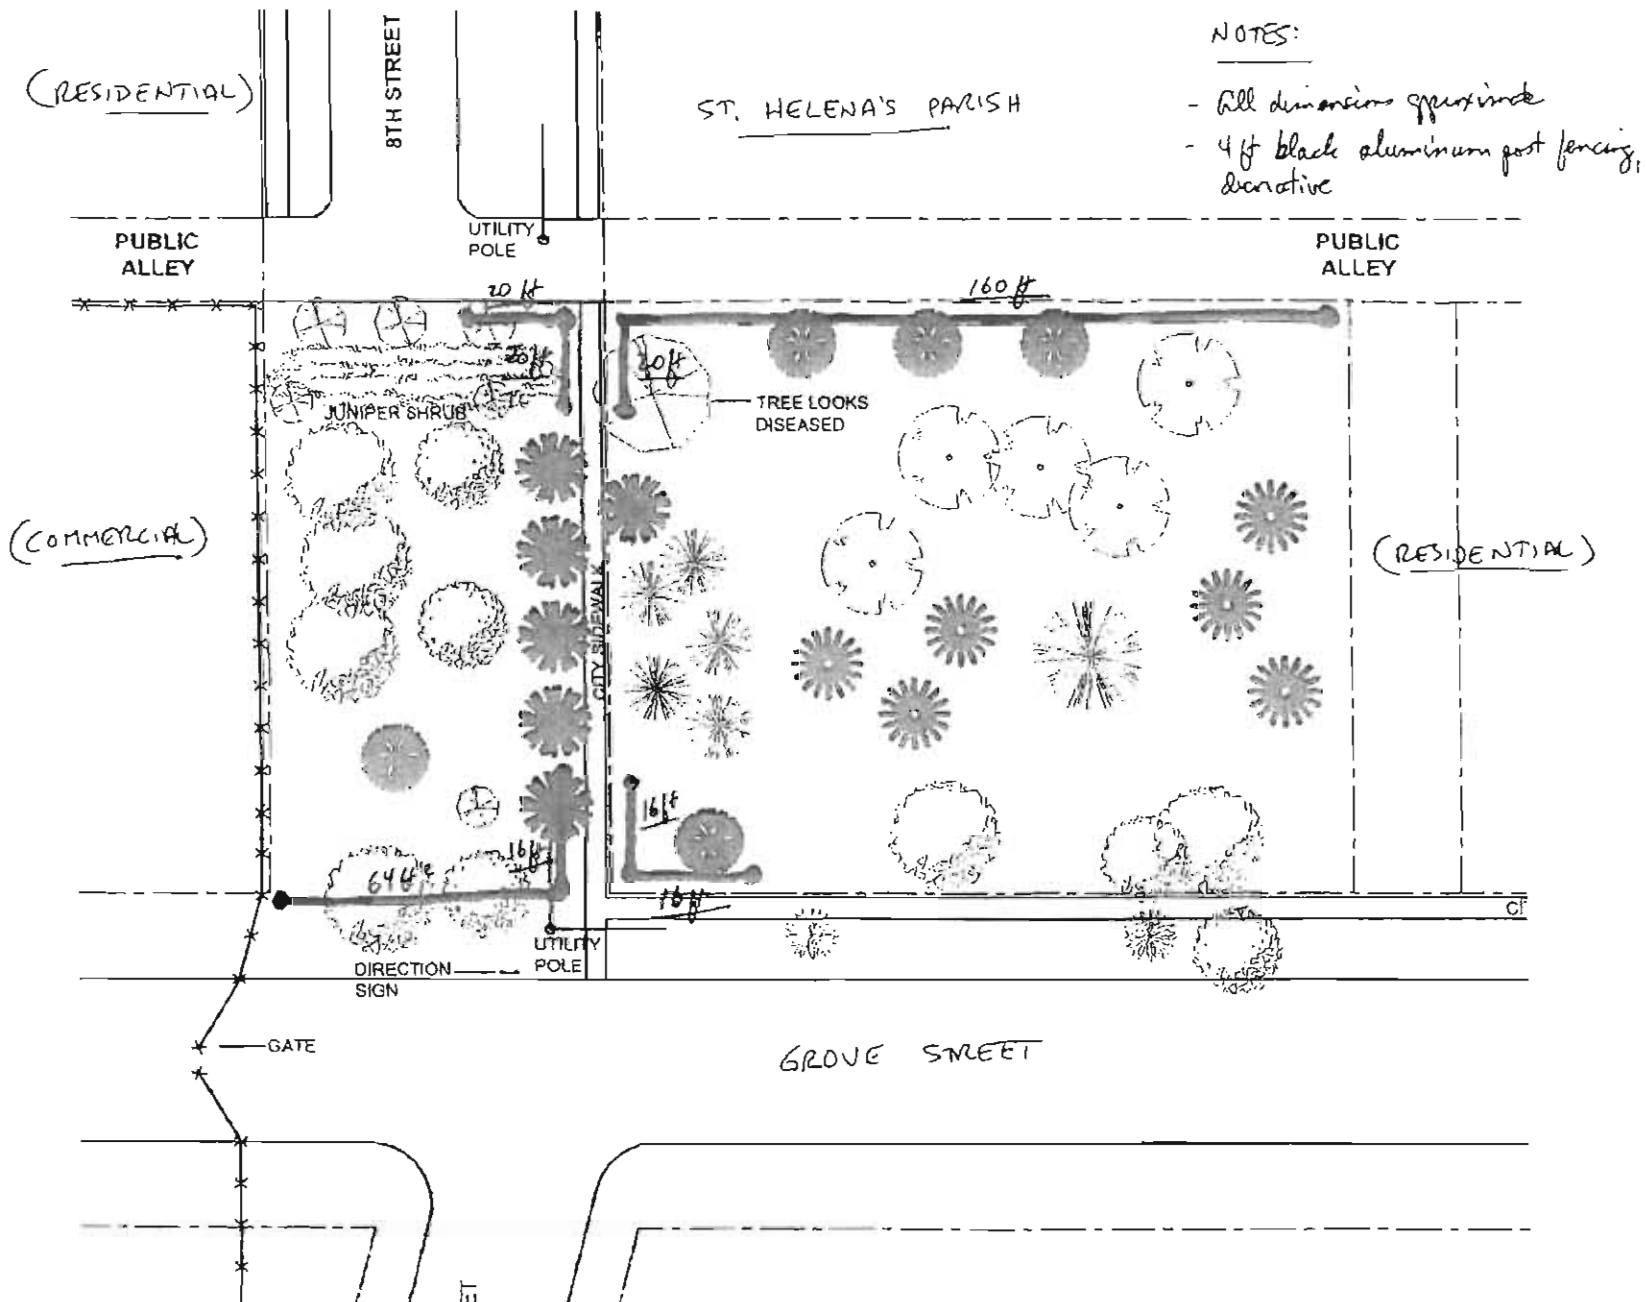 NOTES:
- All dimensions approximate
- 4 ft black aluminum post fencing,
decorative
(RESIDENTIAL)
8TH STREET
ST. HELENA'S PARISH
PUBLIC
ALLEY
UTILITY
POLE
PUBLIC
ALLEY
20 ft
160 ft
20 ft
20 ft
JUNIPER SHRUB
TREE LOOKS
DISEASED
(COMMERCIAL)
(RESIDENTIAL)
CITY SIDEWALK
16 ft
16 ft
64 ft
16 ft
UTILITY
POLE
DIRECTION
SIGN
GATE
GROVE STREET